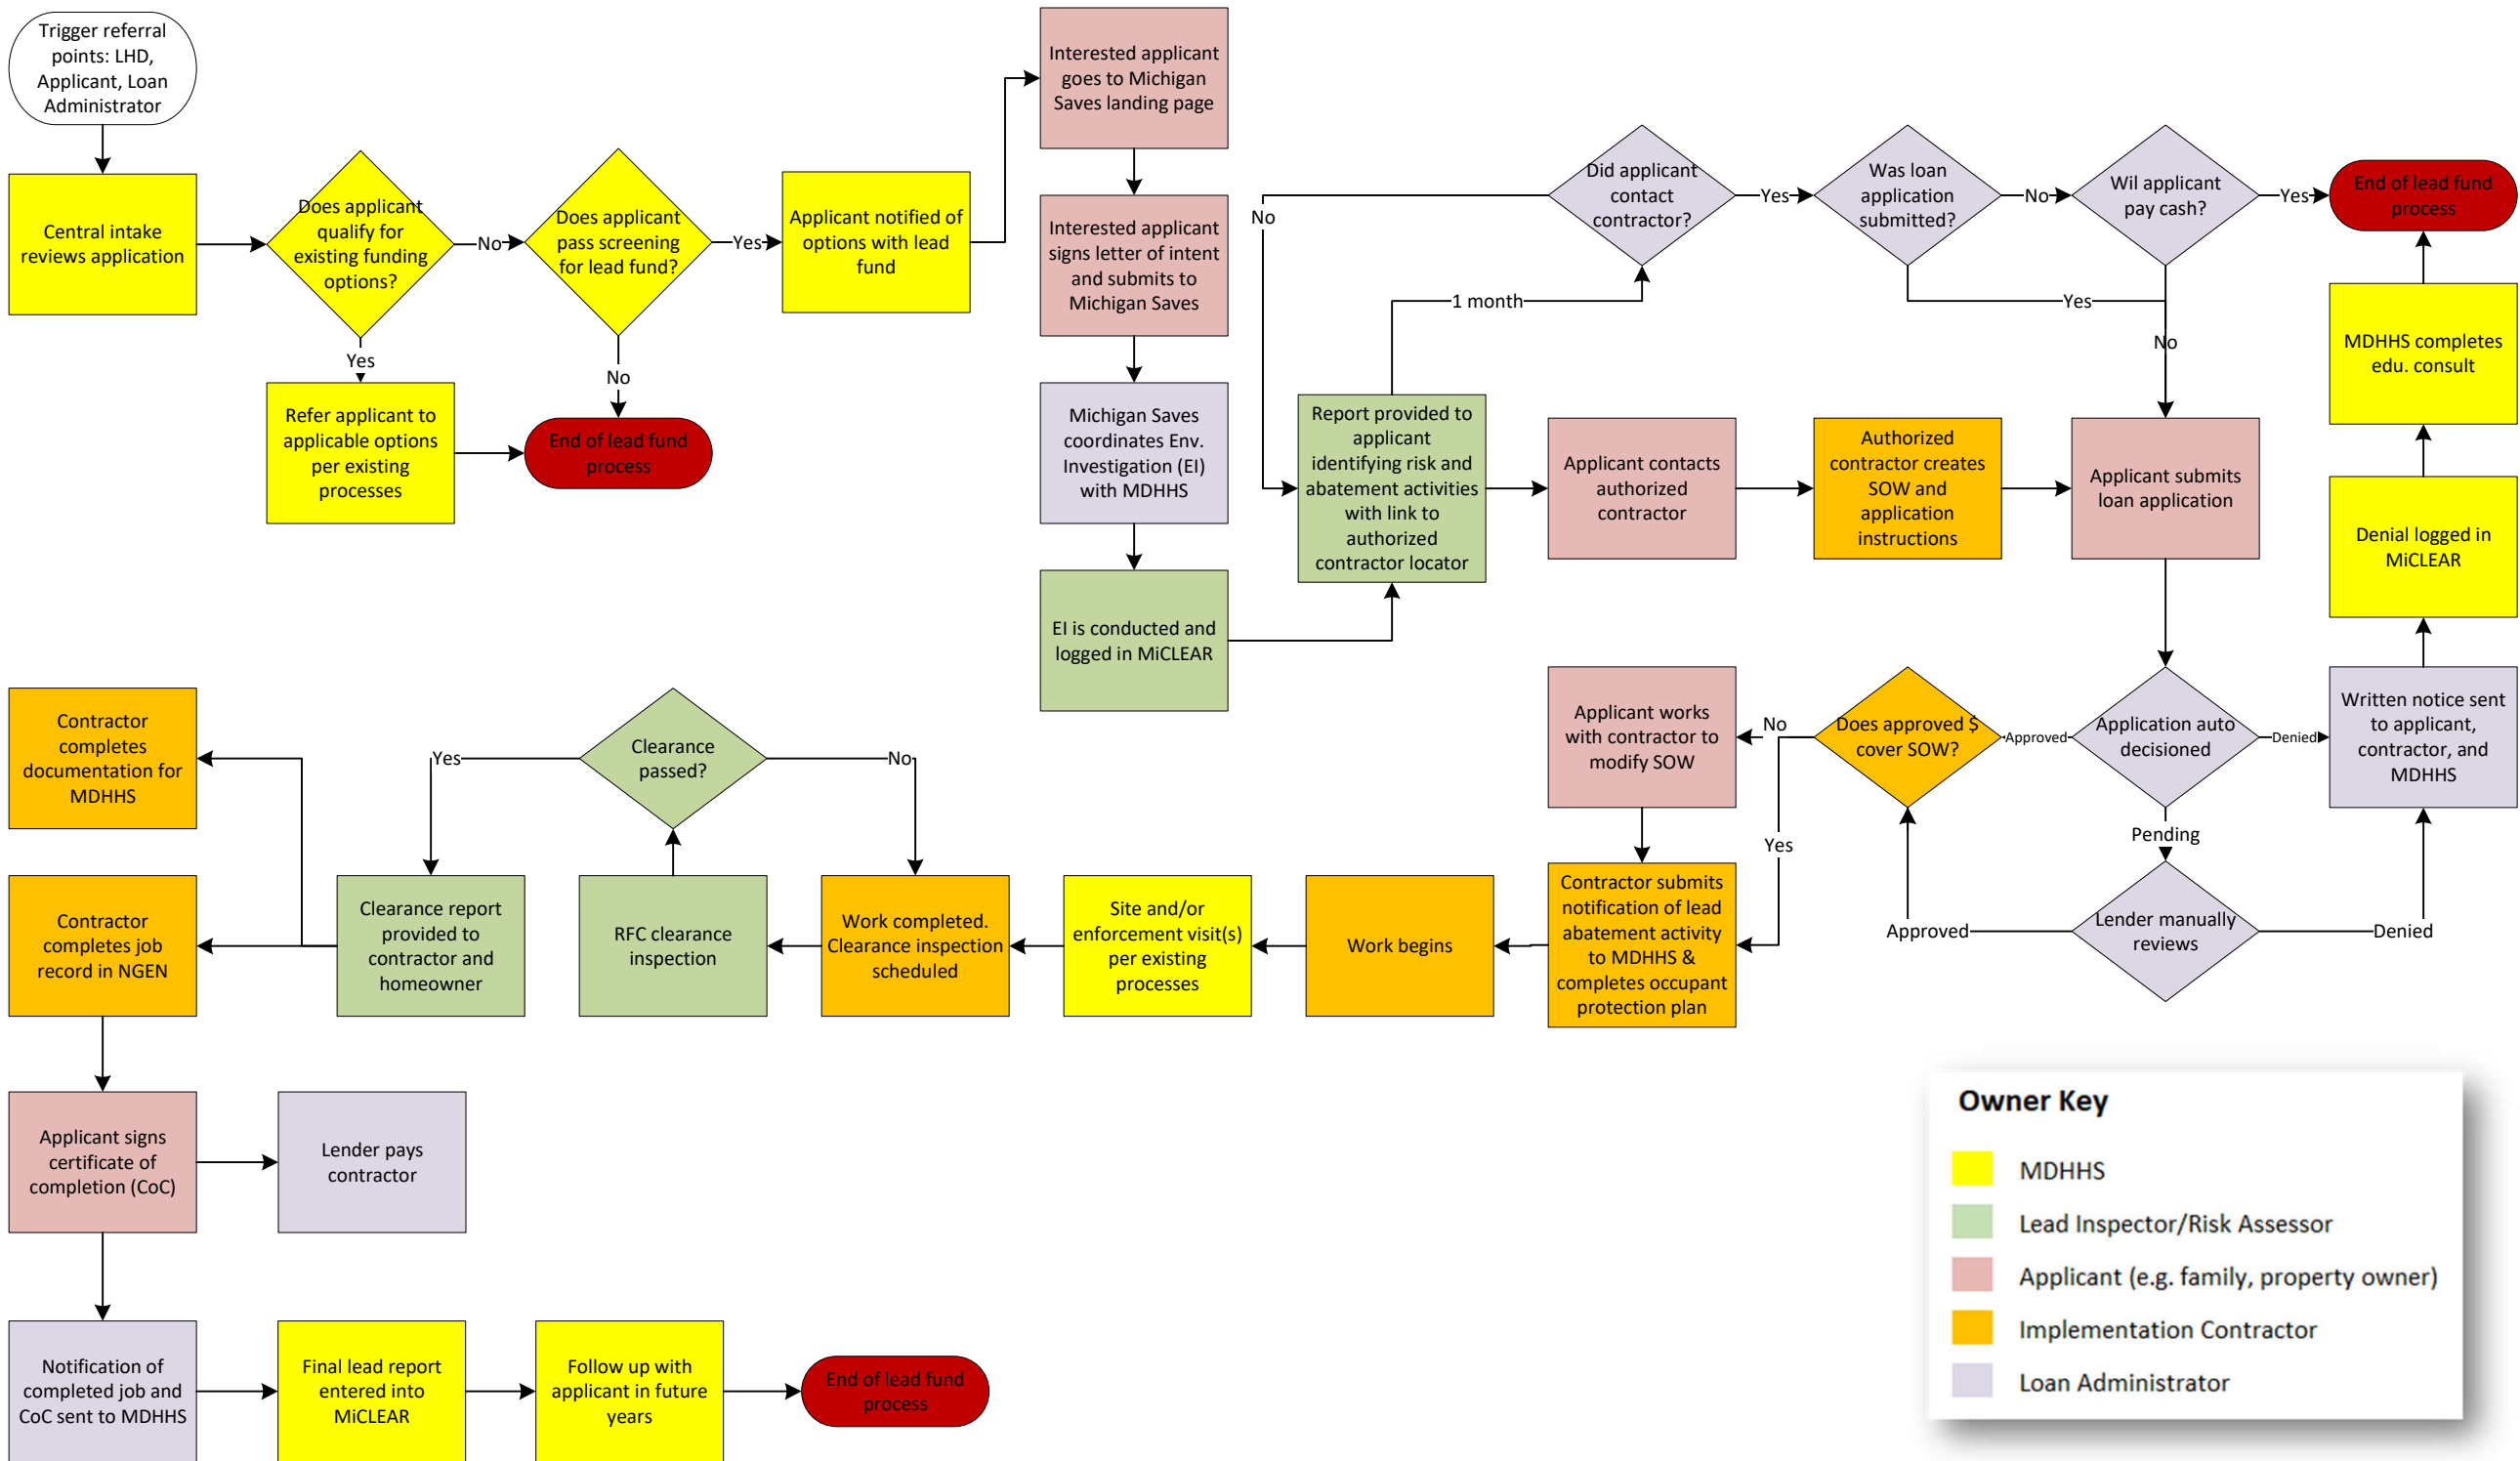 Trigger referral
points: LHD,
Applicant, Loan
Administrator
Central intake
reviews application
Does applicant
qualify for
existing funding
options?
No
Yes
Refer applicant to
applicable options
per existing
processes
Does applicant
pass screening
for lead fund?
Yes
No
End of lead fund
process
Applicant notified of
options with lead
fund
Interested applicant
goes to Michigan
Saves landing page
Interested applicant
signs letter of intent
and submits to
Michigan Saves
Michigan Saves
coordinates Env.
Investigation (EI)
with MDHHS
EI is conducted and
logged in MiCLEAR
Report provided to
applicant
identifying risk and
abatement activities
with link to
authorized
contractor locator
1 month
Did applicant
contact
contractor?
No
Yes
Was loan
application
submitted?
No
Yes
Wil applicant
pay cash?
Yes
No
End of lead fund
process
Applicant contacts
authorized
contractor
Authorized
contractor creates
SOW and
application
instructions
Applicant submits
loan application
MDHHS completes
edu. consult
Denial logged in
MiCLEAR
Written notice sent
to applicant,
contractor, and
MDHHS
Application auto
decisioned
Approved
Denied
Pending
Lender manually
reviews
Approved
Denied
Does approved $
cover SOW?
No
Yes
Applicant works
with contractor to
modify SOW
Contractor submits
notification of lead
abatement activity
to MDHHS &
completes occupant
protection plan
Work begins
Site and/or
enforcement visit(s)
per existing
processes
Work completed.
Clearance inspection
scheduled
RFC clearance
inspection
Clearance
passed?
Yes
No
Clearance report
provided to
contractor and
homeowner
Contractor
completes
documentation for
MDHHS
Contractor
completes job
record in NGEN
Applicant signs
certificate of
completion (CoC)
Lender pays
contractor
Notification of
completed job and
CoC sent to MDHHS
Final lead report
entered into
MiCLEAR
Follow up with
applicant in future
years
End of lead fund
process
Owner Key
MDHHS
Lead Inspector/Risk Assessor
Applicant (e.g. family, property owner)
Implementation Contractor
Loan Administrator